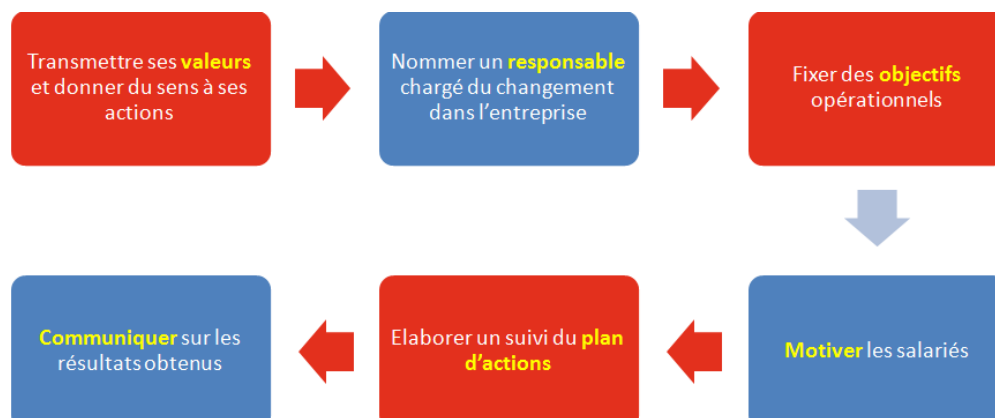 Transmettre ses valeurs
et donner du sens à ses
actions
Nommer un responsable
chargé du changement
dans l'entreprise
Fixer des objectifs
opérationnels
Motiver les salariés
Elaborer un suivi du plan
d'actions
Communiquer sur les
résultats obtenus